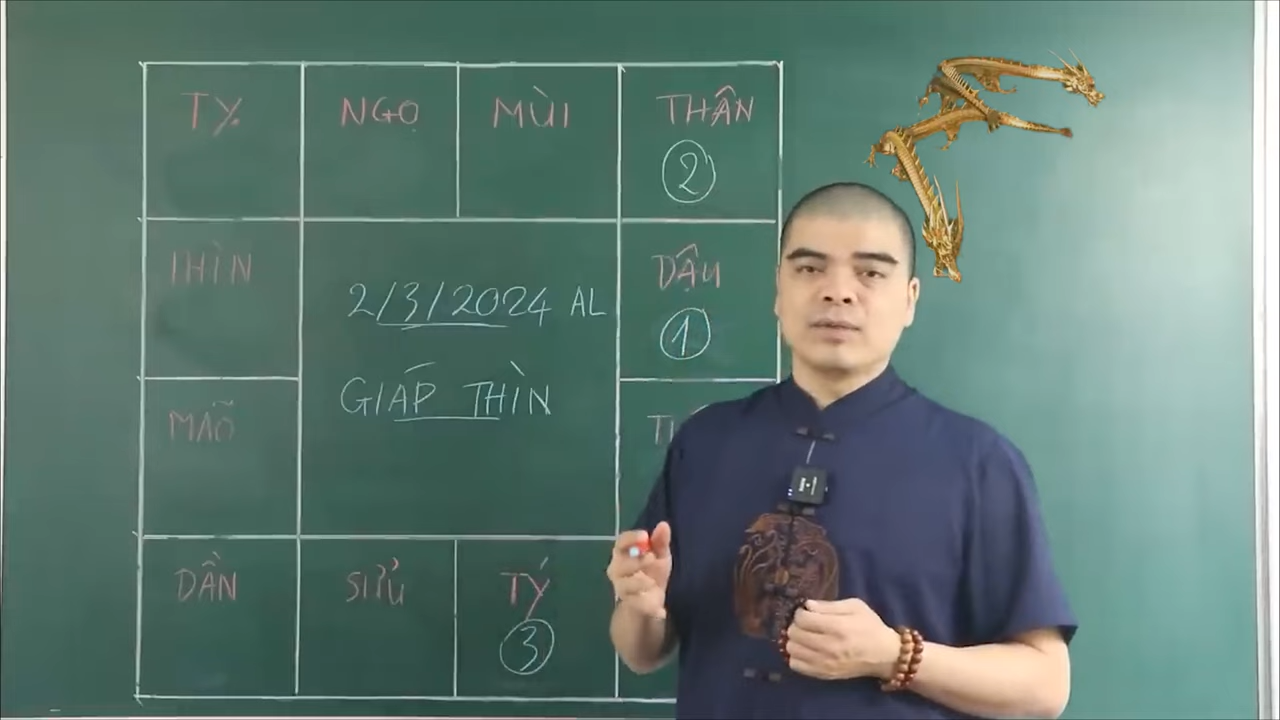 TỴ
NGỌ
MÙI
THÂN
2
THÌN
DẬU
2/3/2024 AL
1
GIÁP THÌN
MÃO
DẦN
SỬU
TÝ
3